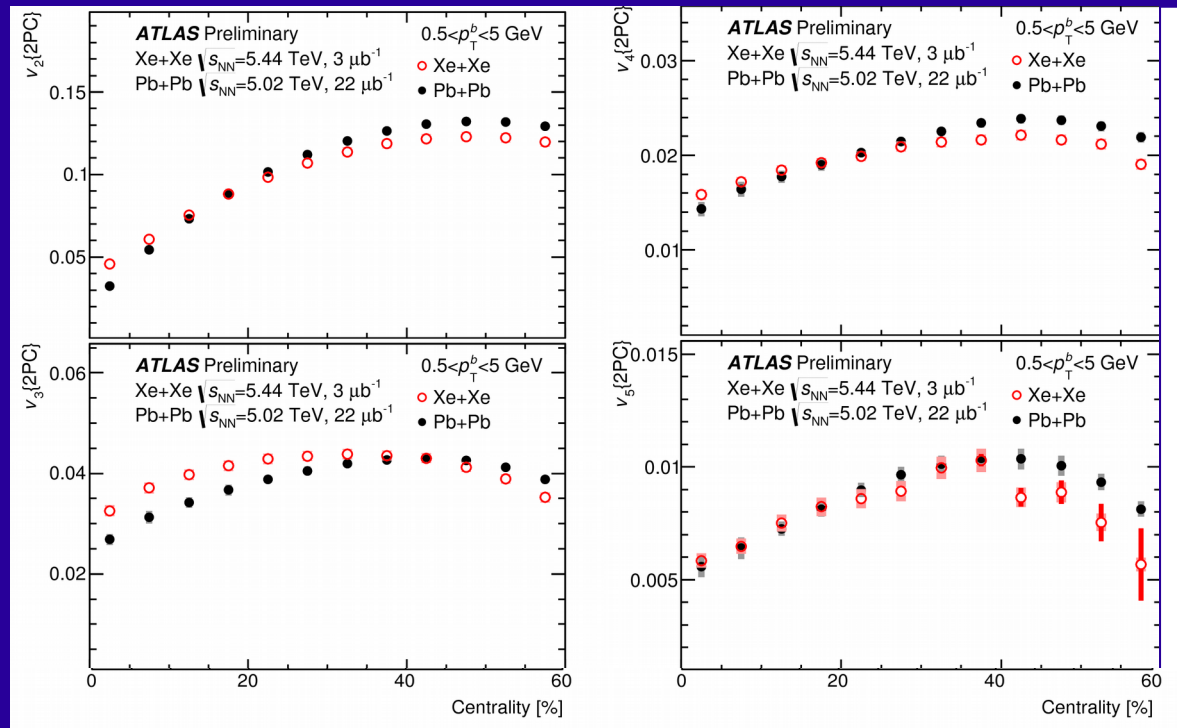 v₂{2PC}
ATLAS Preliminary
0.5<p_T^b<5 GeV
Xe+Xe √s_NN=5.44 TeV, 3 μb⁻¹
Pb+Pb √s_NN=5.02 TeV, 22 μb⁻¹
Xe+Xe
Pb+Pb
0.15
0.1
0.05
v₄{2PC}
ATLAS Preliminary
0.5<p_T^b<5 GeV
Xe+Xe √s_NN=5.44 TeV, 3 μb⁻¹
Pb+Pb √s_NN=5.02 TeV, 22 μb⁻¹
Xe+Xe
Pb+Pb
0.03
0.02
0.01
v₃{2PC}
ATLAS Preliminary
0.5<p_T^b<5 GeV
Xe+Xe √s_NN=5.44 TeV, 3 μb⁻¹
Pb+Pb √s_NN=5.02 TeV, 22 μb⁻¹
Xe+Xe
Pb+Pb
0.06
0.04
0.02
0 20 40 60
Centrality [%]
v₅{2PC}
ATLAS Preliminary
0.5<p_T^b<5 GeV
Xe+Xe √s_NN=5.44 TeV, 3 μb⁻¹
Pb+Pb √s_NN=5.02 TeV, 22 μb⁻¹
Xe+Xe
Pb+Pb
0.015
0.01
0.005
0 20 40 60
Centrality [%]